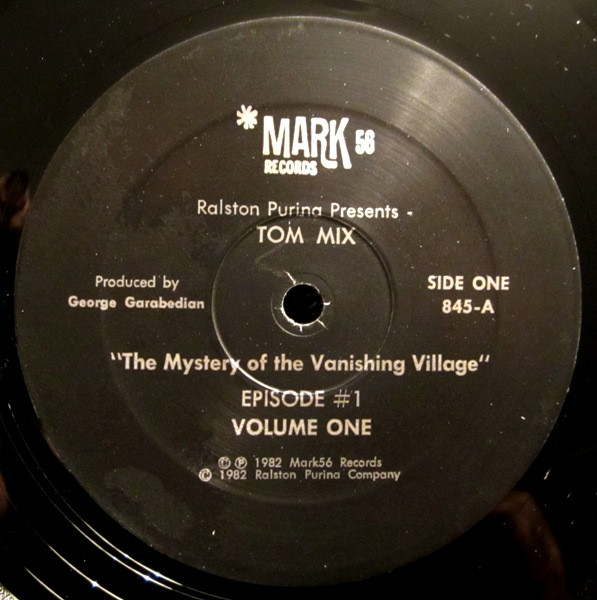 *MARK 56
RECORDS
Ralston Purina Presents -
TOM MIX
Produced by
George Garabedian
SIDE ONE
845-A
"The Mystery of the Vanishing Village"
EPISODE #1
VOLUME ONE
© ℗ 1982 Mark56 Records
© 1982 Ralston Purina Company